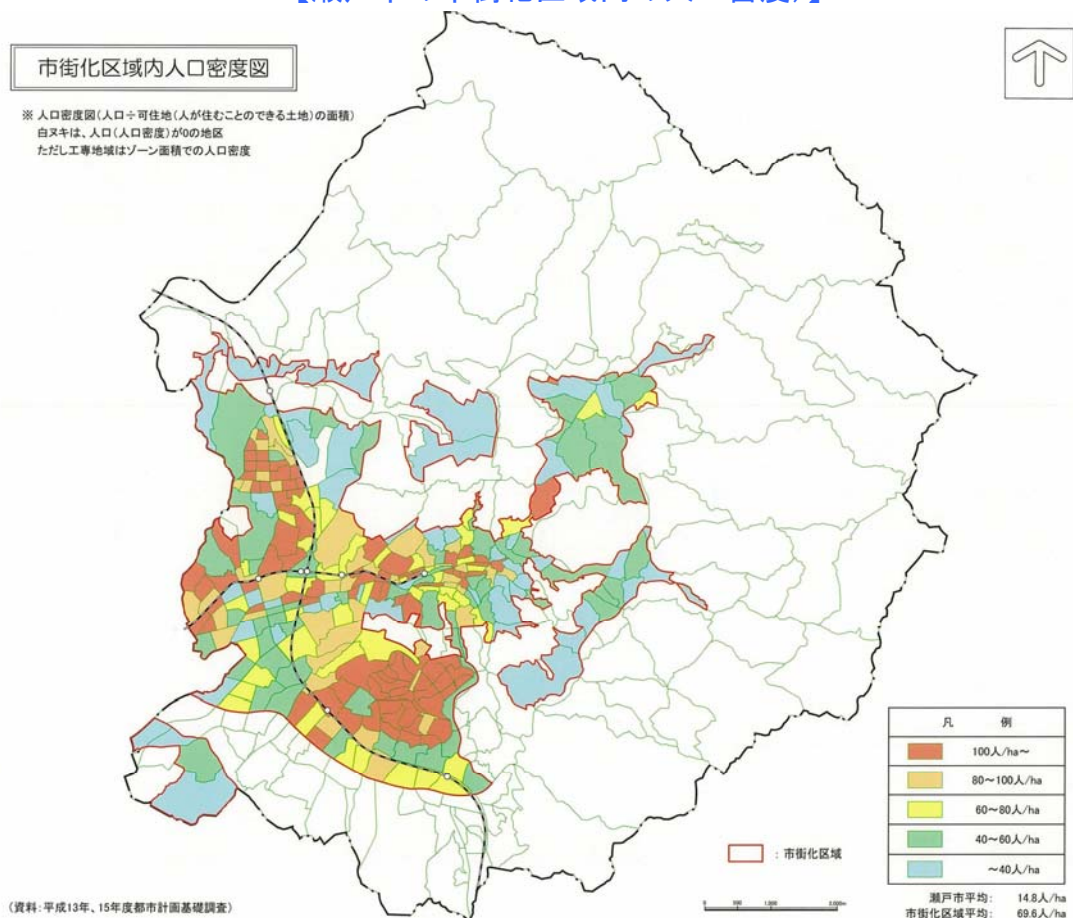 市街化区域内人口密度図
※ 人口密度図(人口÷可住地(人が住むことのできる土地)の面積)
白ヌキは、人口(人口密度)が0の地区
ただし工専地域はゾーン面積での人口密度
凡 例
100人/ha～
80～100人/ha
60～80人/ha
40～60人/ha
～40人/ha
: 市街化区域
瀬戸市平均: 14.8人/ha
市街化区域平均: 69.6人/ha
(資料:平成13年、15年度都市計画基礎調査)